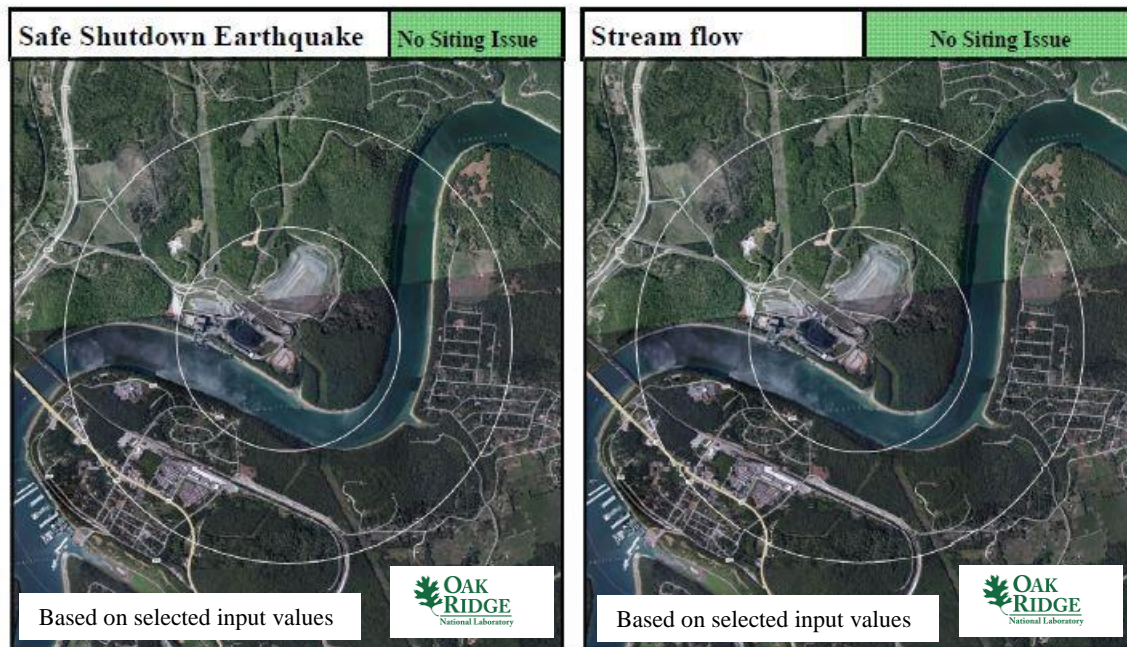 Safe Shutdown Earthquake
No Siting Issue
Based on selected input values
OAK
RIDGE
National Laboratory
Stream flow
No Siting Issue
Based on selected input values
OAK
RIDGE
National Laboratory